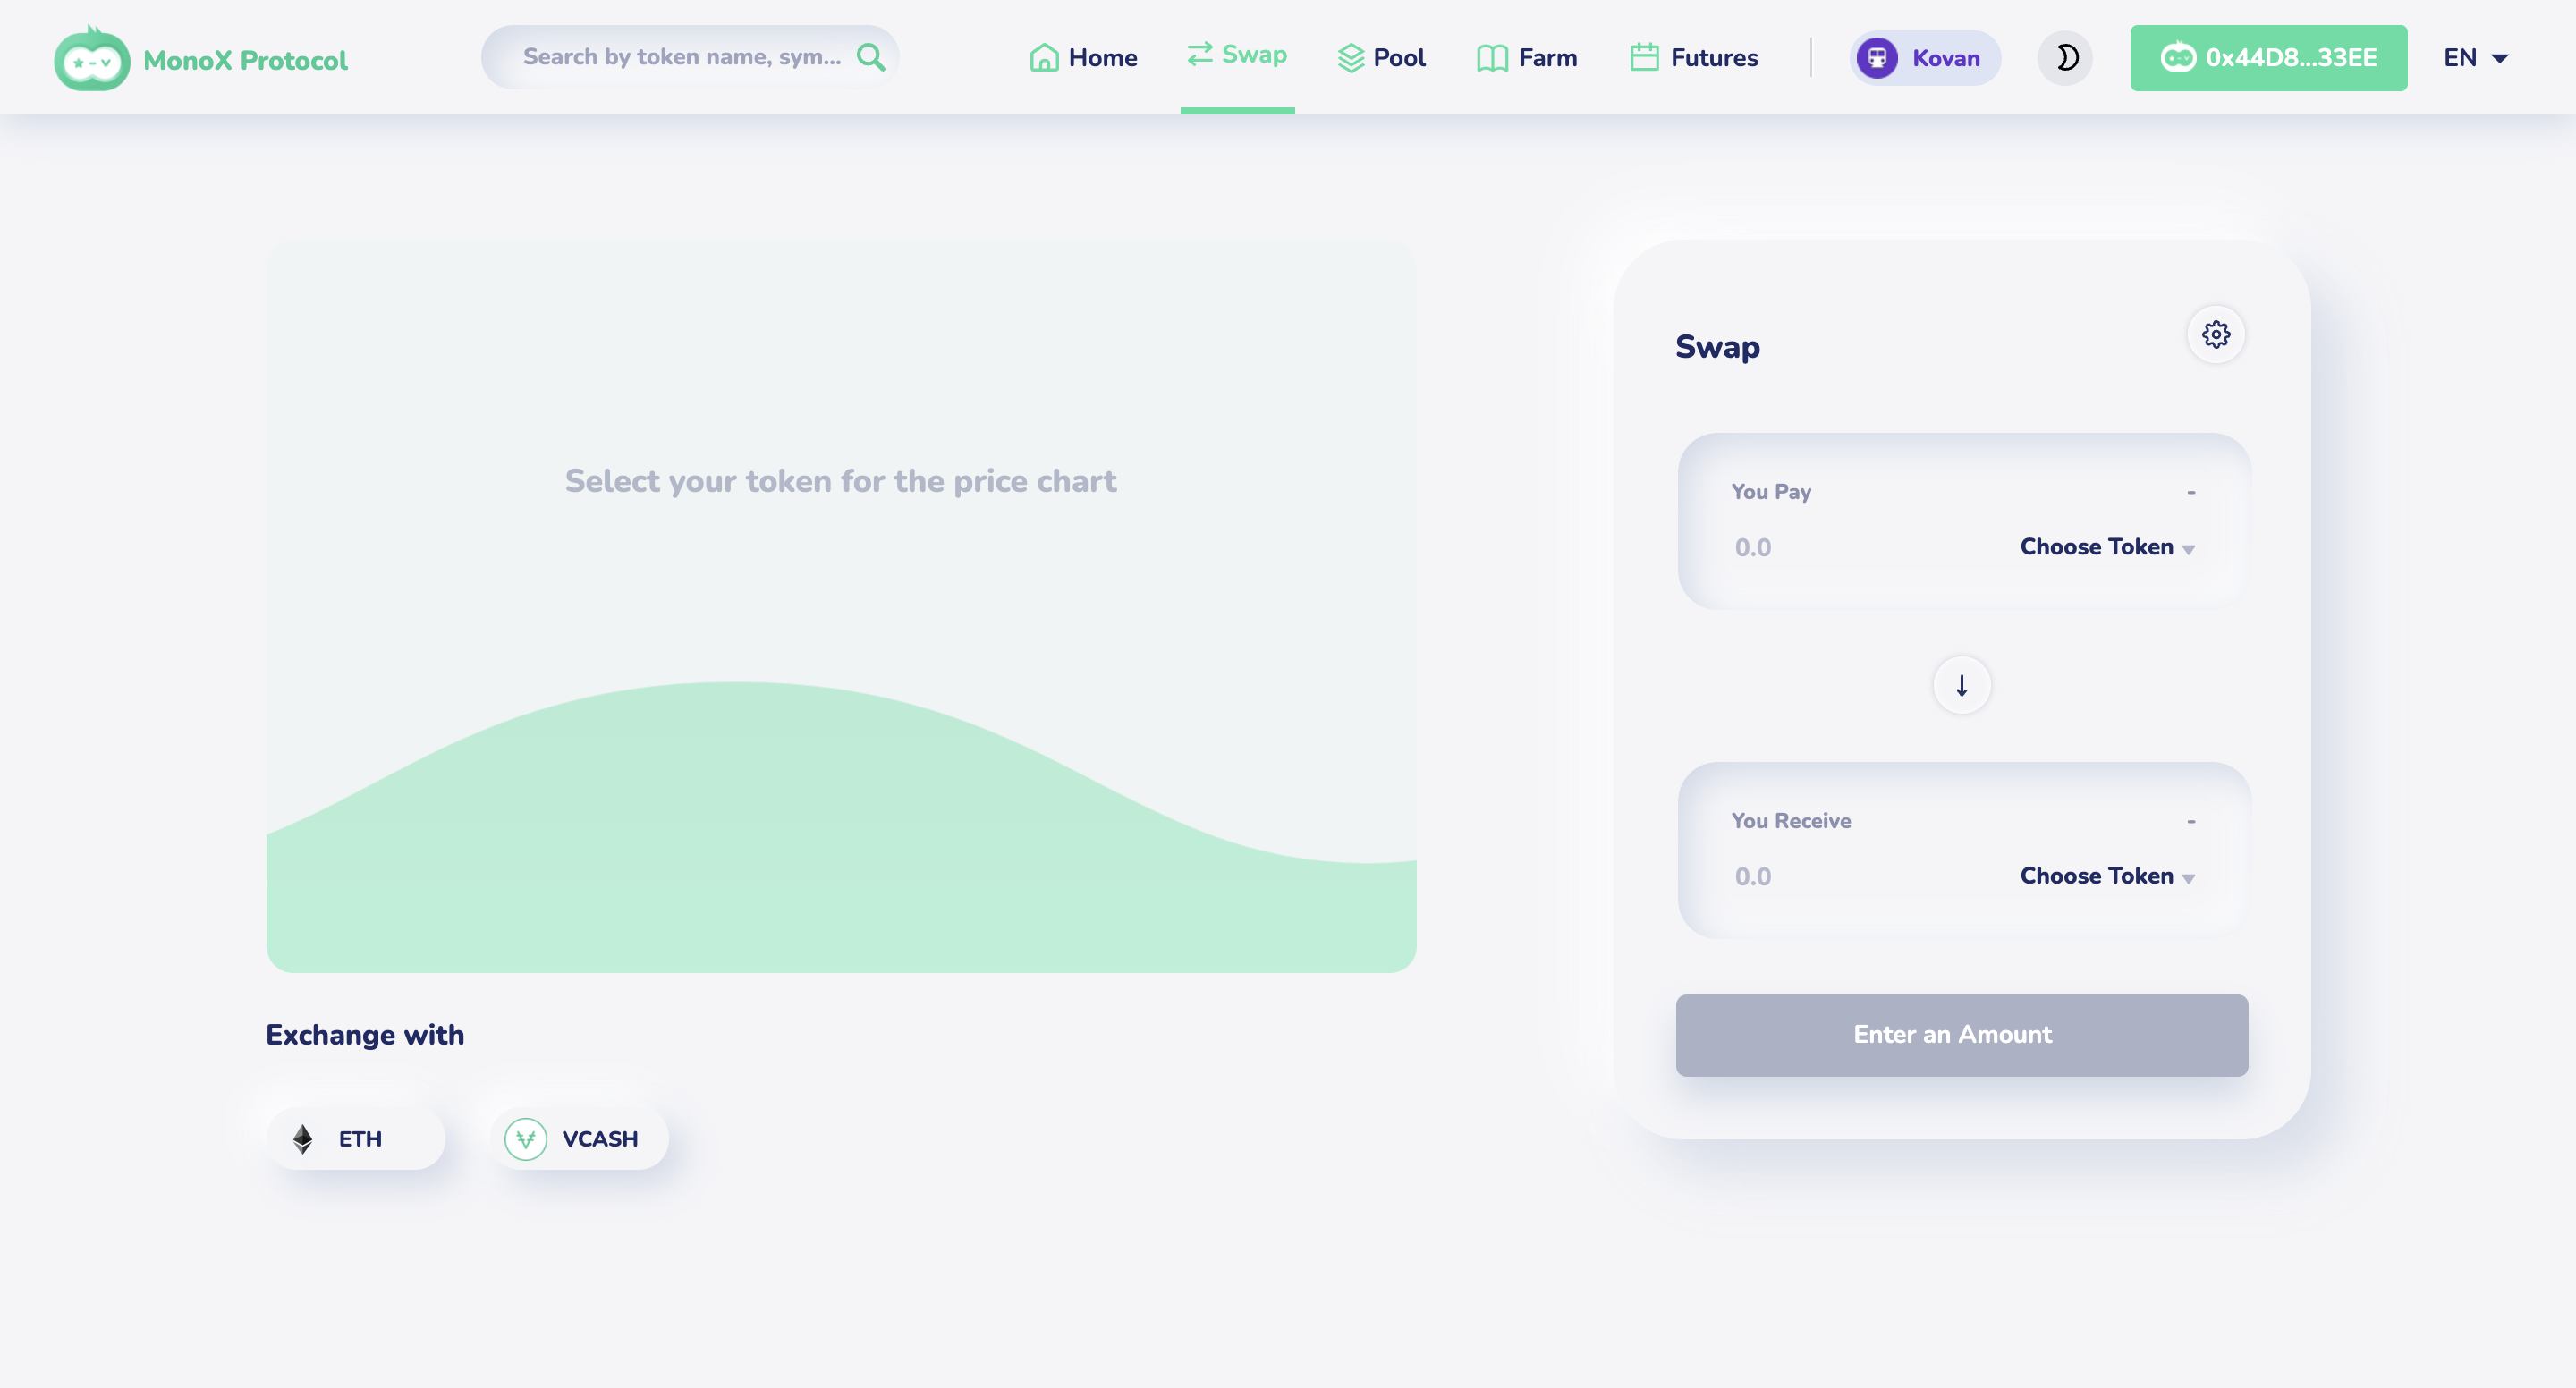 MonoX Protocol
Search by token name, sym...
Home
Swap
Pool
Farm
Futures
Kovan
0x44D8...33EE
EN
Select your token for the price chart
Exchange with
ETH
VCASH
Swap
You Pay -
0.0 Choose Token
You Receive -
0.0 Choose Token
Enter an Amount